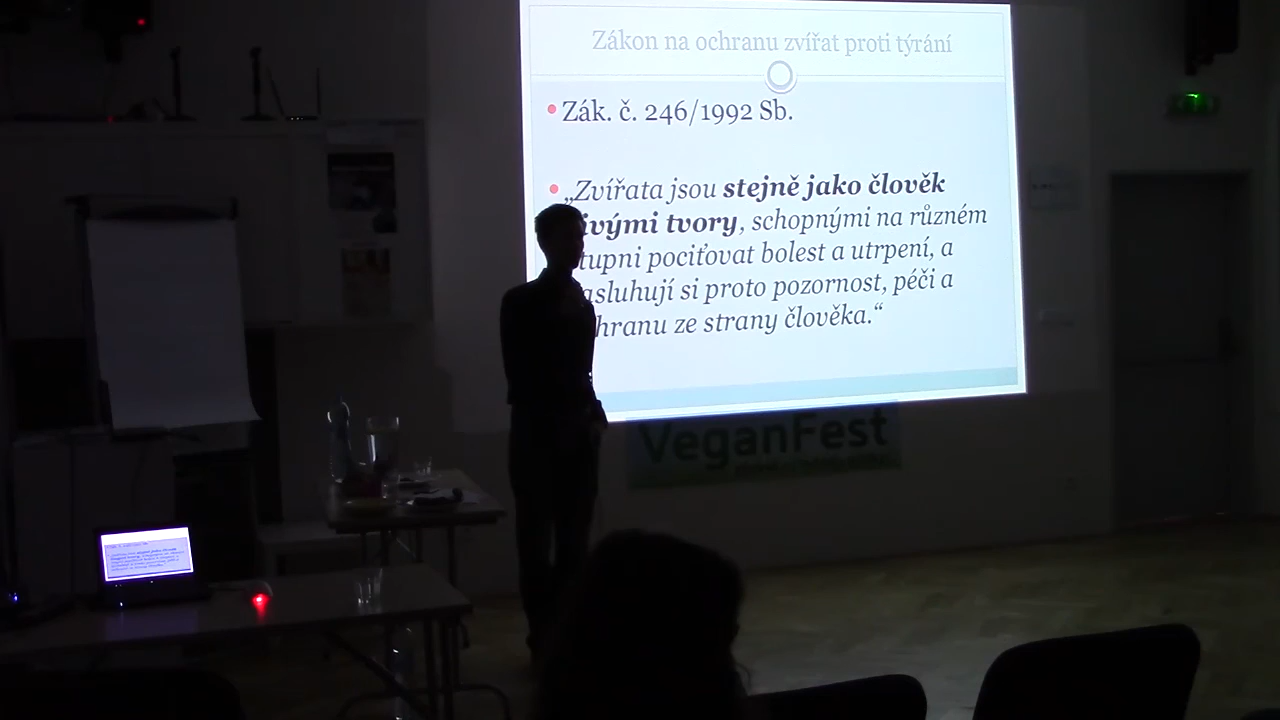 Zákon na ochranu zvířat proti týrání
Zák. č. 246/1992 Sb.
„Zvířata jsou stejně jako člověk
ivými tvory, schopnými na různém
tupni pociťovat bolest a utrpení, a
asluhují si proto pozornost, péči a
hranu ze strany člověka.“
VeganFest